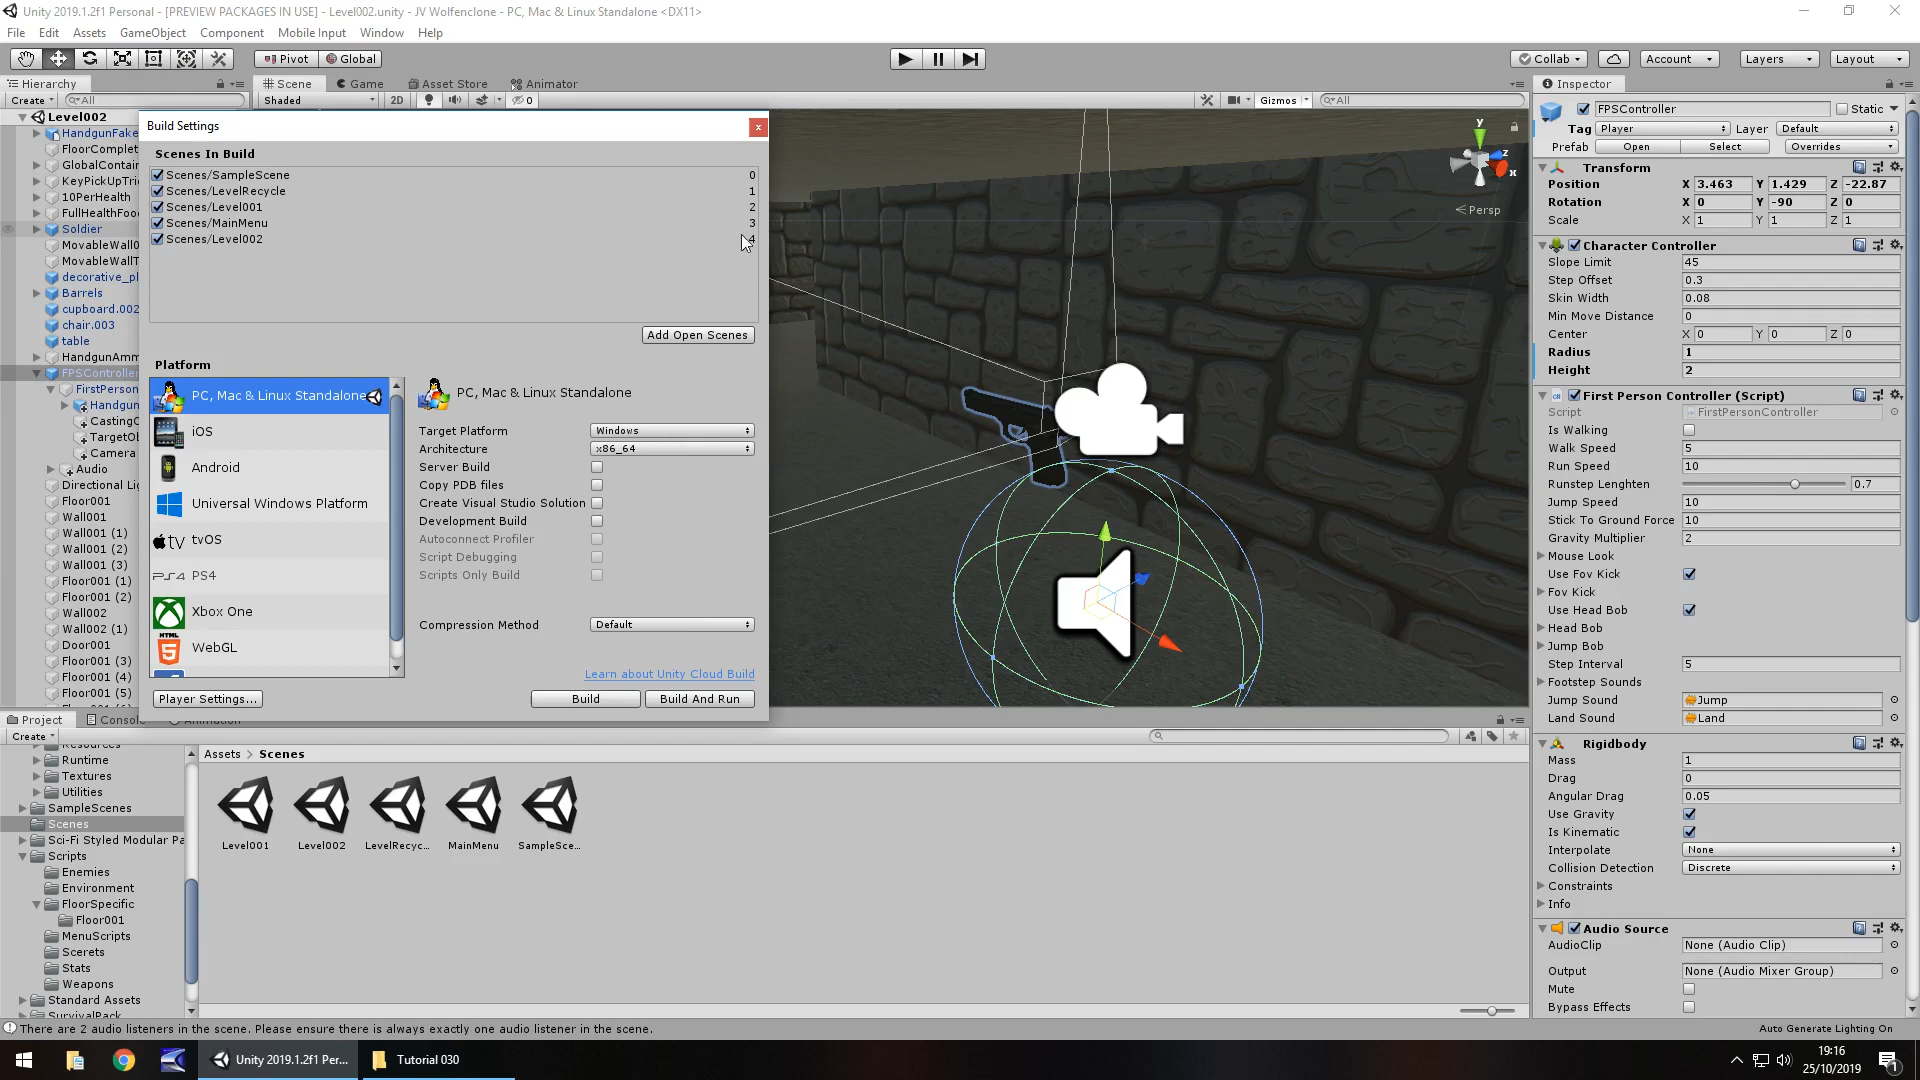 Unity 2019.1.2f1 Personal - [PREVIEW PACKAGES IN USE] - Level002.unity - JV Wolfenclone - PC, Mac & Linux Standalone <DX11>
File Edit Assets GameObject Component Mobile Input Window Help
Pivot Global Collab Account Layers Layout
Hierarchy Scene Game Asset Store Animator Inspector
Create All Shaded 2D 0 Gizmos All
Level002
HandgunFake
FloorComplet
GlobalContain
KeyPickUpTri
10PerHealth
FullHealthFoo
Soldier
MovableWall0
MovableWallT
decorative_pl
Barrels
cupboard.002
chair.003
table
HandgunAmm
FPSController
FirstPerson
Handgun
CastingO
TargetOb
Camera
Audio
Directional Lig
Floor001
Wall001
Wall001 (1)
Wall001 (2)
Wall001 (3)
Floor001 (1)
Floor001 (2)
Wall002
Wall002 (1)
Door001
Floor001 (3)
Floor001 (4)
Floor001 (5)
Build Settings
Scenes In Build
Scenes/SampleScene 0
Scenes/LevelRecycle 1
Scenes/Level001 2
Scenes/MainMenu 3
Scenes/Level002 4
Add Open Scenes
Platform
PC, Mac & Linux Standalone
iOS
Android
Universal Windows Platform
tvOS
PS4
Xbox One
WebGL
PC, Mac & Linux Standalone
Target Platform Windows
Architecture x86_64
Server Build
Copy PDB files
Create Visual Studio Solution
Development Build
Autoconnect Profiler
Script Debugging
Scripts Only Build
Compression Method Default
Learn about Unity Cloud Build
Player Settings... Build Build And Run
y
z
x
Persp
FPSController Static
Tag Player Layer Default
Prefab Open Select Overrides
Transform
Position X 3.463 Y 1.429 Z -22.87
Rotation X 0 Y -90 Z 0
Scale X 1 Y 1 Z 1
Character Controller
Slope Limit 45
Step Offset 0.3
Skin Width 0.08
Min Move Distance 0
Center X 0 Y 0 Z 0
Radius 1
Height 2
First Person Controller (Script)
Script FirstPersonController
Is Walking
Walk Speed 5
Run Speed 10
Runstep Lenghten 0.7
Jump Speed 10
Stick To Ground Force 10
Gravity Multiplier 2
Mouse Look
Use Fov Kick
Fov Kick
Use Head Bob
Head Bob
Jump Bob
Step Interval 5
Footstep Sounds
Jump Sound Jump
Land Sound Land
Rigidbody
Mass 1
Drag 0
Angular Drag 0.05
Use Gravity
Is Kinematic
Interpolate None
Collision Detection Discrete
Constraints
Info
Audio Source
AudioClip None (Audio Clip)
Output None (Audio Mixer Group)
Mute
Bypass Effects
Project Console Animation
Create
Resources
Runtime
Textures
Utilities
SampleScenes
Scenes
Sci-Fi Styled Modular Pa
Scripts
Enemies
Environment
FloorSpecific
Floor001
MenuScripts
Scerets
Stats
Weapons
Standard Assets
SurvivalPack
Assets > Scenes
Level001 Level002 LevelRecyc... MainMenu SampleSce...
There are 2 audio listeners in the scene. Please ensure there is always exactly one audio listener in the scene.
Auto Generate Lighting On
Unity 2019.1.2f1 Per... Tutorial 030
19:16
25/10/2019
1